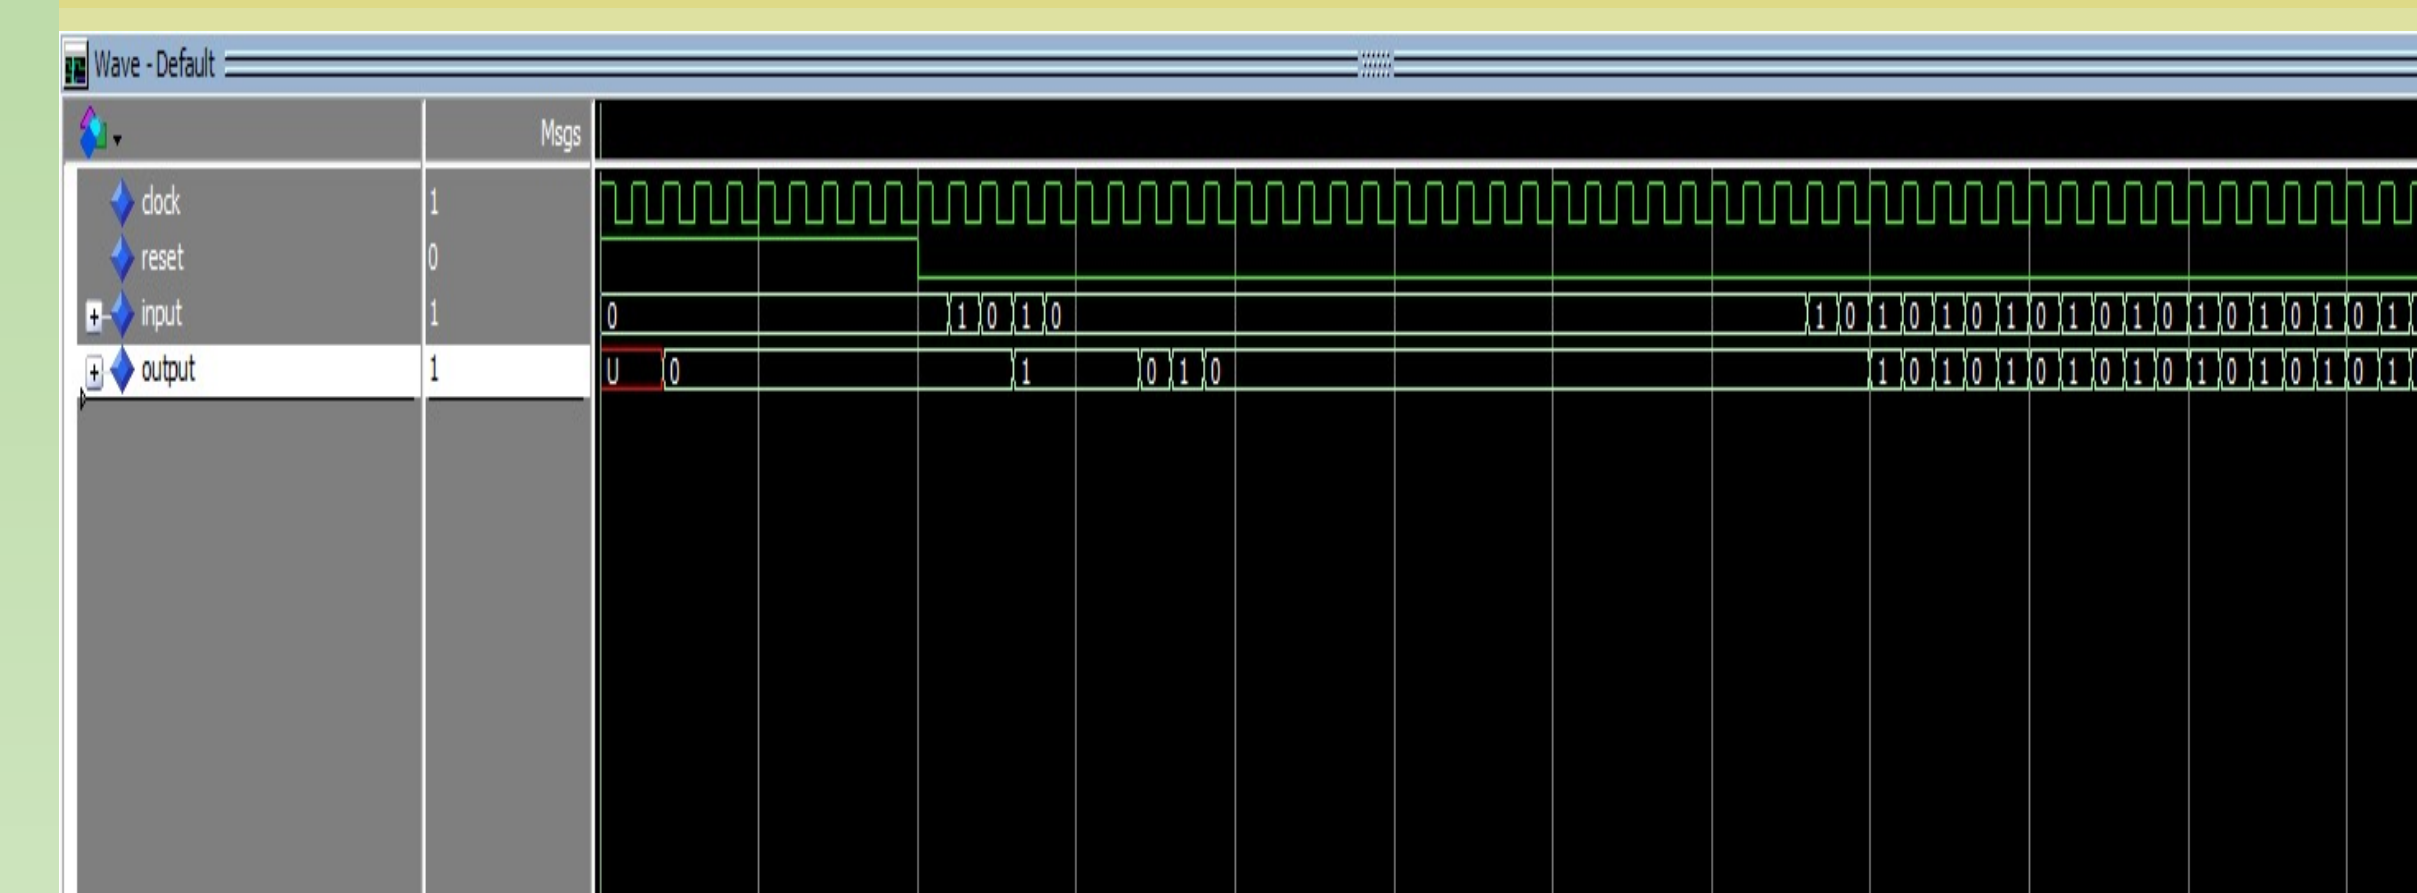 Wave - Default
Msgs
clock 1
reset 0
input 1 0 1 0 1 0 1 0 1 0 1 0 1 0 1 0 1 0 1 0 1 0 1 0 1
output 1 U 0 1 0 1 0 1 0 1 0 1 0 1 0 1 0 1 0 1 0 1 0 1